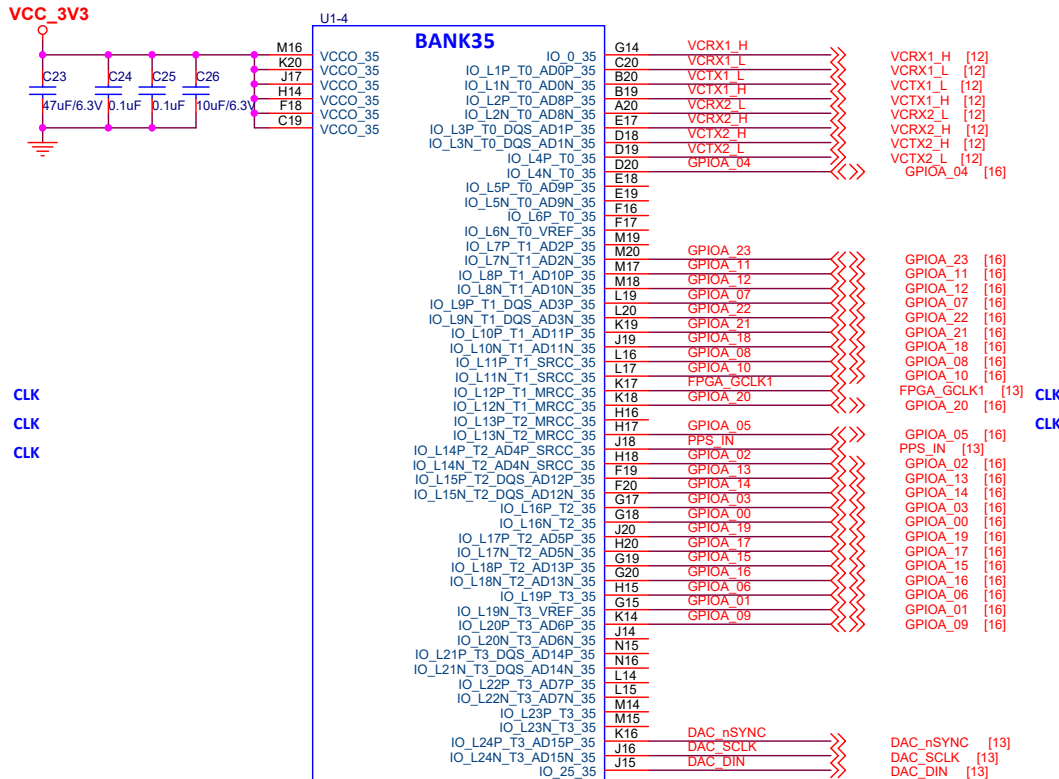 VCC_3V3
U1-4
BANK35
C23 C24 C25 C26
47uF/6.3V 0.1uF 0.1uF 10uF/6.3V
M16 VCCO_35
K20 VCCO_35
J17 VCCO_35
H14 VCCO_35
F18 VCCO_35
C19 VCCO_35
IO_0_35 G14 VCRX1_H VCRX1_H [12]
IO_L1P_T0_AD0P_35 C20 VCRX1_L VCRX1_L [12]
IO_L1N_T0_AD0N_35 B20 VCTX1_L VCTX1_L [12]
IO_L2P_T0_AD8P_35 B19 VCTX1_H VCTX1_H [12]
IO_L2N_T0_AD8N_35 A20 VCRX2_L VCRX2_L [12]
IO_L3P_T0_DQS_AD1P_35 E17 VCRX2_H VCRX2_H [12]
IO_L3N_T0_DQS_AD1N_35 D18 VCTX2_H VCTX2_H [12]
IO_L4P_T0_35 D19 VCTX2_L VCTX2_L [12]
IO_L4N_T0_35 D20 GPIOA_04 GPIOA_04 [16]
IO_L5P_T0_AD9P_35 E18
IO_L5N_T0_AD9N_35 E19
IO_L6P_T0_35 F16
IO_L6N_T0_VREF_35 F17
IO_L7P_T1_AD2P_35 M19
IO_L7N_T1_AD2N_35 M20 GPIOA_23 GPIOA_23 [16]
IO_L8P_T1_AD10P_35 M17 GPIOA_11 GPIOA_11 [16]
IO_L8N_T1_AD10N_35 M18 GPIOA_12 GPIOA_12 [16]
IO_L9P_T1_DQS_AD3P_35 L19 GPIOA_07 GPIOA_07 [16]
IO_L9N_T1_DQS_AD3N_35 L20 GPIOA_22 GPIOA_22 [16]
IO_L10P_T1_AD11P_35 K19 GPIOA_21 GPIOA_21 [16]
IO_L10N_T1_AD11N_35 J19 GPIOA_18 GPIOA_18 [16]
IO_L11P_T1_SRCC_35 L16 GPIOA_08 GPIOA_08 [16]
IO_L11N_T1_SRCC_35 L17 GPIOA_10 GPIOA_10 [16]
CLK IO_L12P_T1_MRCC_35 K17 FPGA_GCLK1 FPGA_GCLK1 [13] CLK
IO_L12N_T1_MRCC_35 K18 GPIOA_20 GPIOA_20 [16]
CLK IO_L13P_T2_MRCC_35 H16 CLK
IO_L13N_T2_MRCC_35 H17 GPIOA_05 GPIOA_05 [16]
CLK IO_L14P_T2_AD4P_SRCC_35 J18 PPS_IN PPS_IN [13]
IO_L14N_T2_AD4N_SRCC_35 H18 GPIOA_02 GPIOA_02 [16]
IO_L15P_T2_DQS_AD12P_35 F19 GPIOA_13 GPIOA_13 [16]
IO_L15N_T2_DQS_AD12N_35 F20 GPIOA_14 GPIOA_14 [16]
IO_L16P_T2_35 G17 GPIOA_03 GPIOA_03 [16]
IO_L16N_T2_35 G18 GPIOA_00 GPIOA_00 [16]
IO_L17P_T2_AD5P_35 J20 GPIOA_19 GPIOA_19 [16]
IO_L17N_T2_AD5N_35 H20 GPIOA_17 GPIOA_17 [16]
IO_L18P_T2_AD13P_35 G19 GPIOA_15 GPIOA_15 [16]
IO_L18N_T2_AD13N_35 G20 GPIOA_16 GPIOA_16 [16]
IO_L19P_T3_35 H15 GPIOA_06 GPIOA_06 [16]
IO_L19N_T3_VREF_35 G15 GPIOA_01 GPIOA_01 [16]
IO_L20P_T3_AD6P_35 K14 GPIOA_09 GPIOA_09 [16]
IO_L20N_T3_AD6N_35 J14
IO_L21P_T3_DQS_AD14P_35 N15
IO_L21N_T3_DQS_AD14N_35 N16
IO_L22P_T3_AD7P_35 L14
IO_L22N_T3_AD7N_35 L15
IO_L23P_T3_35 M14
IO_L23N_T3_35 M15
IO_L24P_T3_AD15P_35 K16 DAC_nSYNC DAC_nSYNC [13]
IO_L24N_T3_AD15N_35 J16 DAC_SCLK DAC_SCLK [13]
IO_25_35 J15 DAC_DIN DAC_DIN [13]